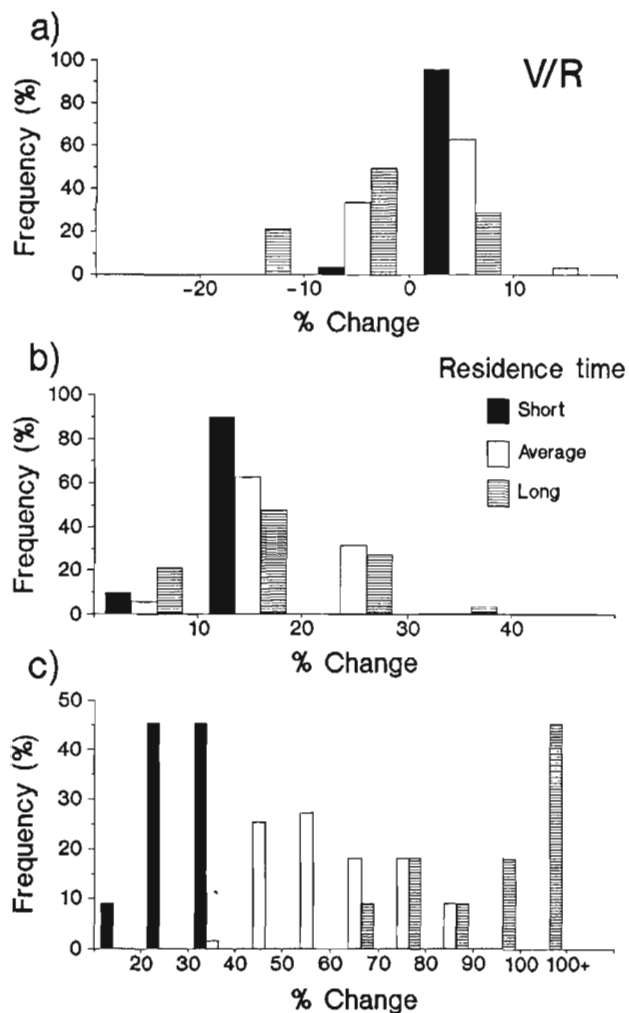 a)
V/R
Frequency (%)
100
80
60
40
20
0
-20 -10 0 10
% Change
b)
Residence time
Short
Average
Long
Frequency (%)
100
80
60
40
20
0
10 20 30 40
% Change
c)
Frequency (%)
50
40
30
20
10
0
20 30 40 50 60 70 80 90 100 100+
% Change